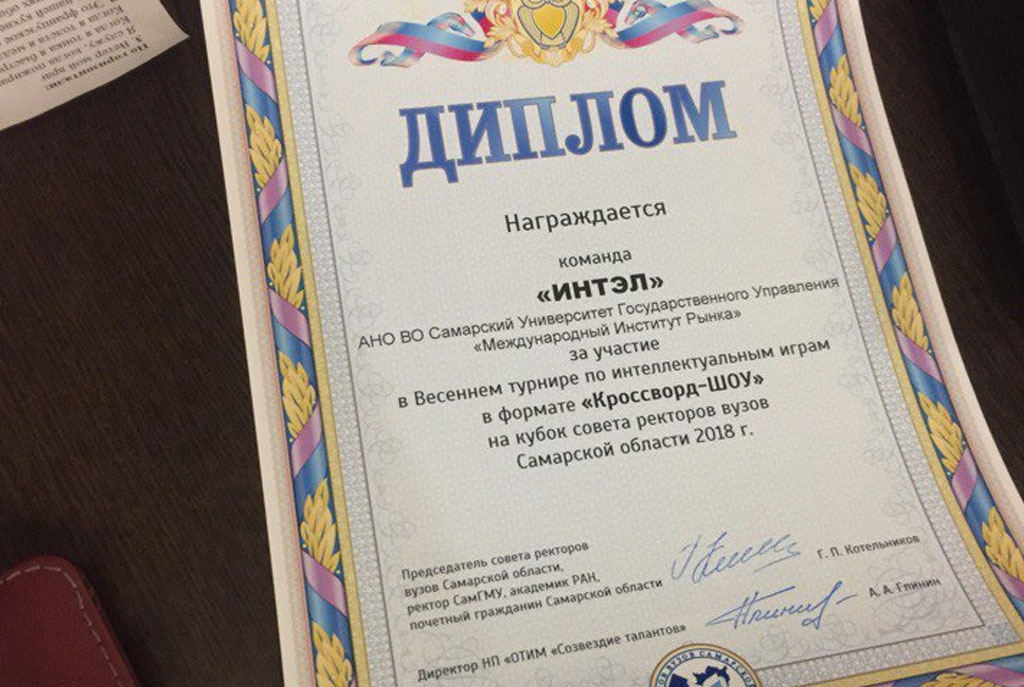 ДИПЛОМ
Награждается
команда
«ИНТЭЛ»
АНО ВО Самарский Университет Государственного Управления
«Международный Институт Рынка»
за участие
в Весеннем турнире по интеллектуальным играм
в формате «Кроссворд-ШОУ»
на кубок совета ректоров вузов
Самарской области 2018 г.
Председатель совета ректоров
вузов Самарской области,
ректор СамГМУ, академик РАН,
почетный гражданин Самарской области
Г. П. Котельников
Директор НП «ОТИМ «Созвездие талантов»
А. А. Глинин